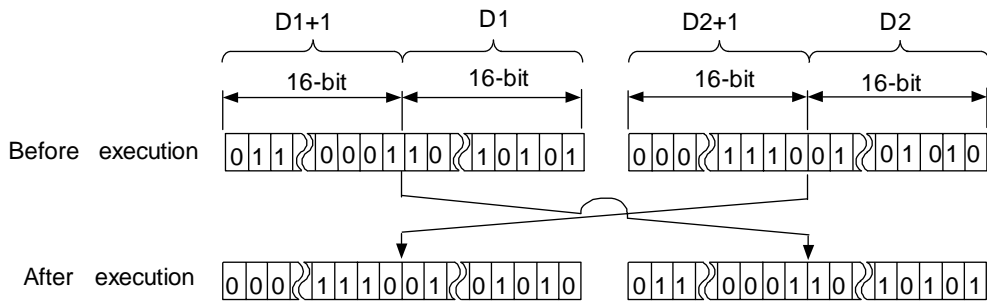 D1+1 D1 D2+1 D2
16-bit 16-bit 16-bit 16-bit
Before execution 0 1 1 0 0 0 1 1 0 1 0 1 0 1 0 0 0 1 1 1 0 0 1 0 1 0 1 0
After execution 0 0 0 1 1 1 0 0 1 0 1 0 1 0 0 1 1 0 0 0 1 1 0 1 0 1 0 1